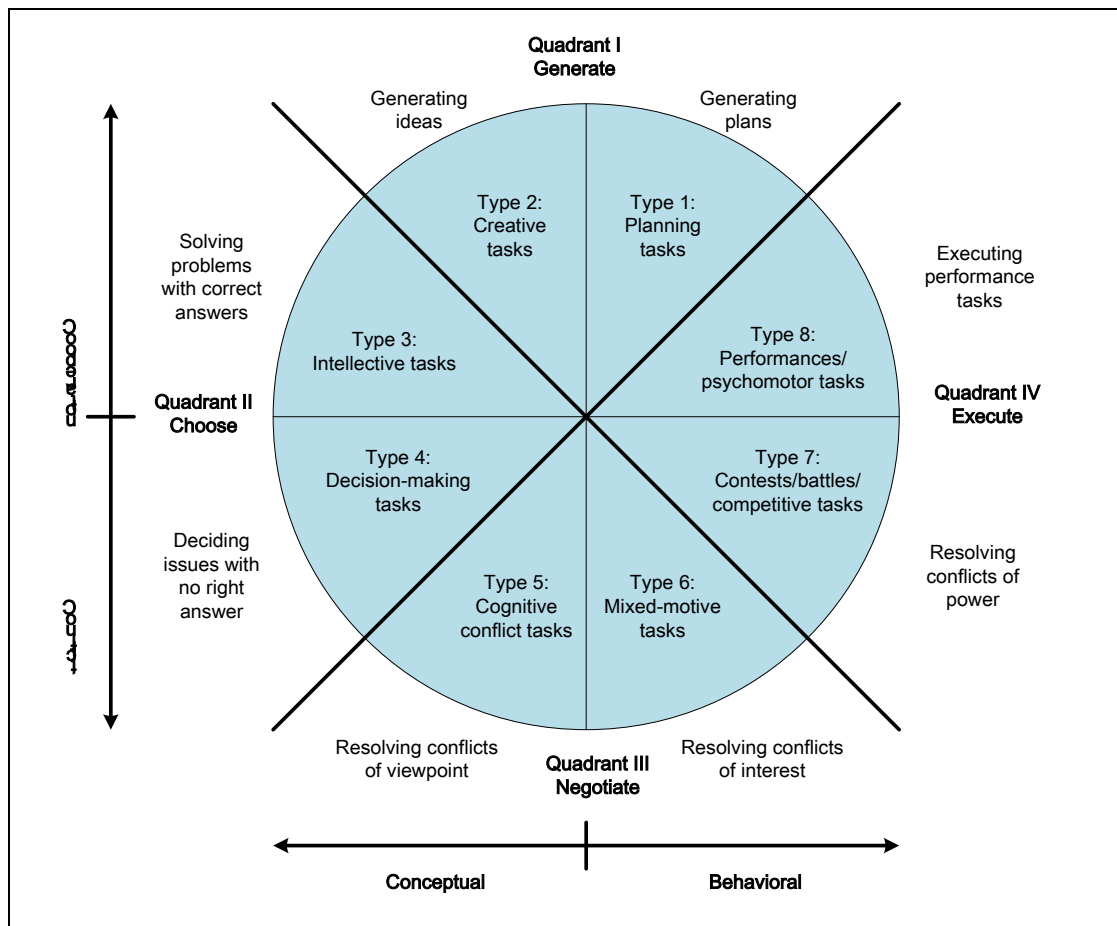 Quadrant I
Generate
Generating
ideas
Generating
plans
Type 2:
Creative
tasks
Type 1:
Planning
tasks
Solving
problems
with correct
answers
Executing
performance
tasks
Type 3:
Intellective tasks
Type 8:
Performances/
psychomotor tasks
Quadrant II
Choose
Quadrant IV
Execute
Type 4:
Decision-making
tasks
Type 7:
Contests/battles/
competitive tasks
Deciding
issues with
no right
answer
Type 5:
Cognitive
conflict tasks
Type 6:
Mixed-motive
tasks
Resolving
conflicts of
power
Resolving conflicts
of viewpoint
Quadrant III
Negotiate
Resolving conflicts
of interest
Conceptual
Behavioral